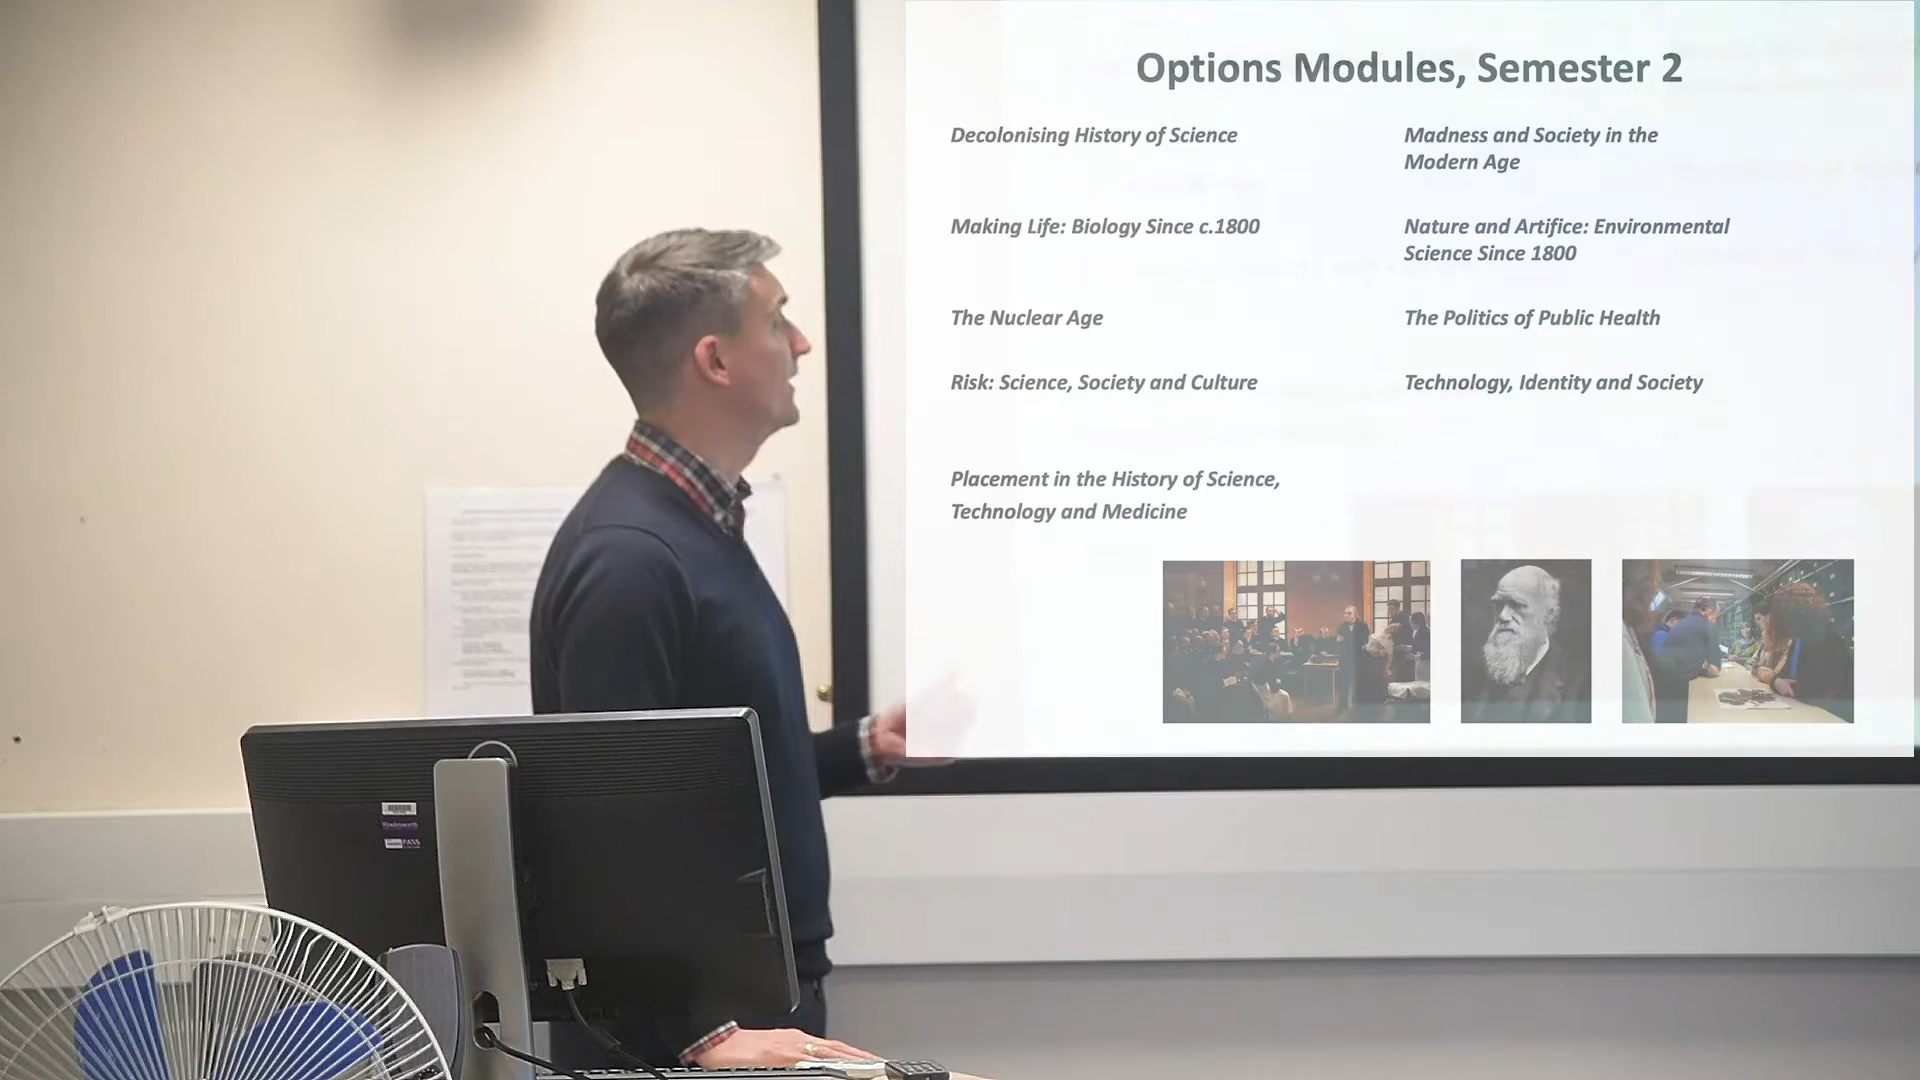 Options Modules, Semester 2
Decolonising History of Science
Making Life: Biology Since c.1800
The Nuclear Age
Risk: Science, Society and Culture
Placement in the History of Science,
Technology and Medicine
Madness and Society in the
Modern Age
Nature and Artifice: Environmental
Science Since 1800
The Politics of Public Health
Technology, Identity and Society
PASS